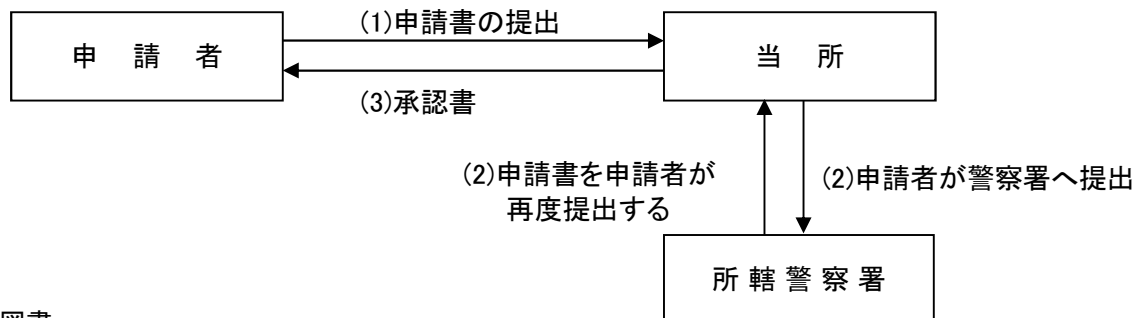 (1)申請書の提出
申 請 者
当 所
(3)承認書
(2)申請書を申請者が
再度提出する
(2)申請者が警察署へ提出
所 轄 警 察 署
図書